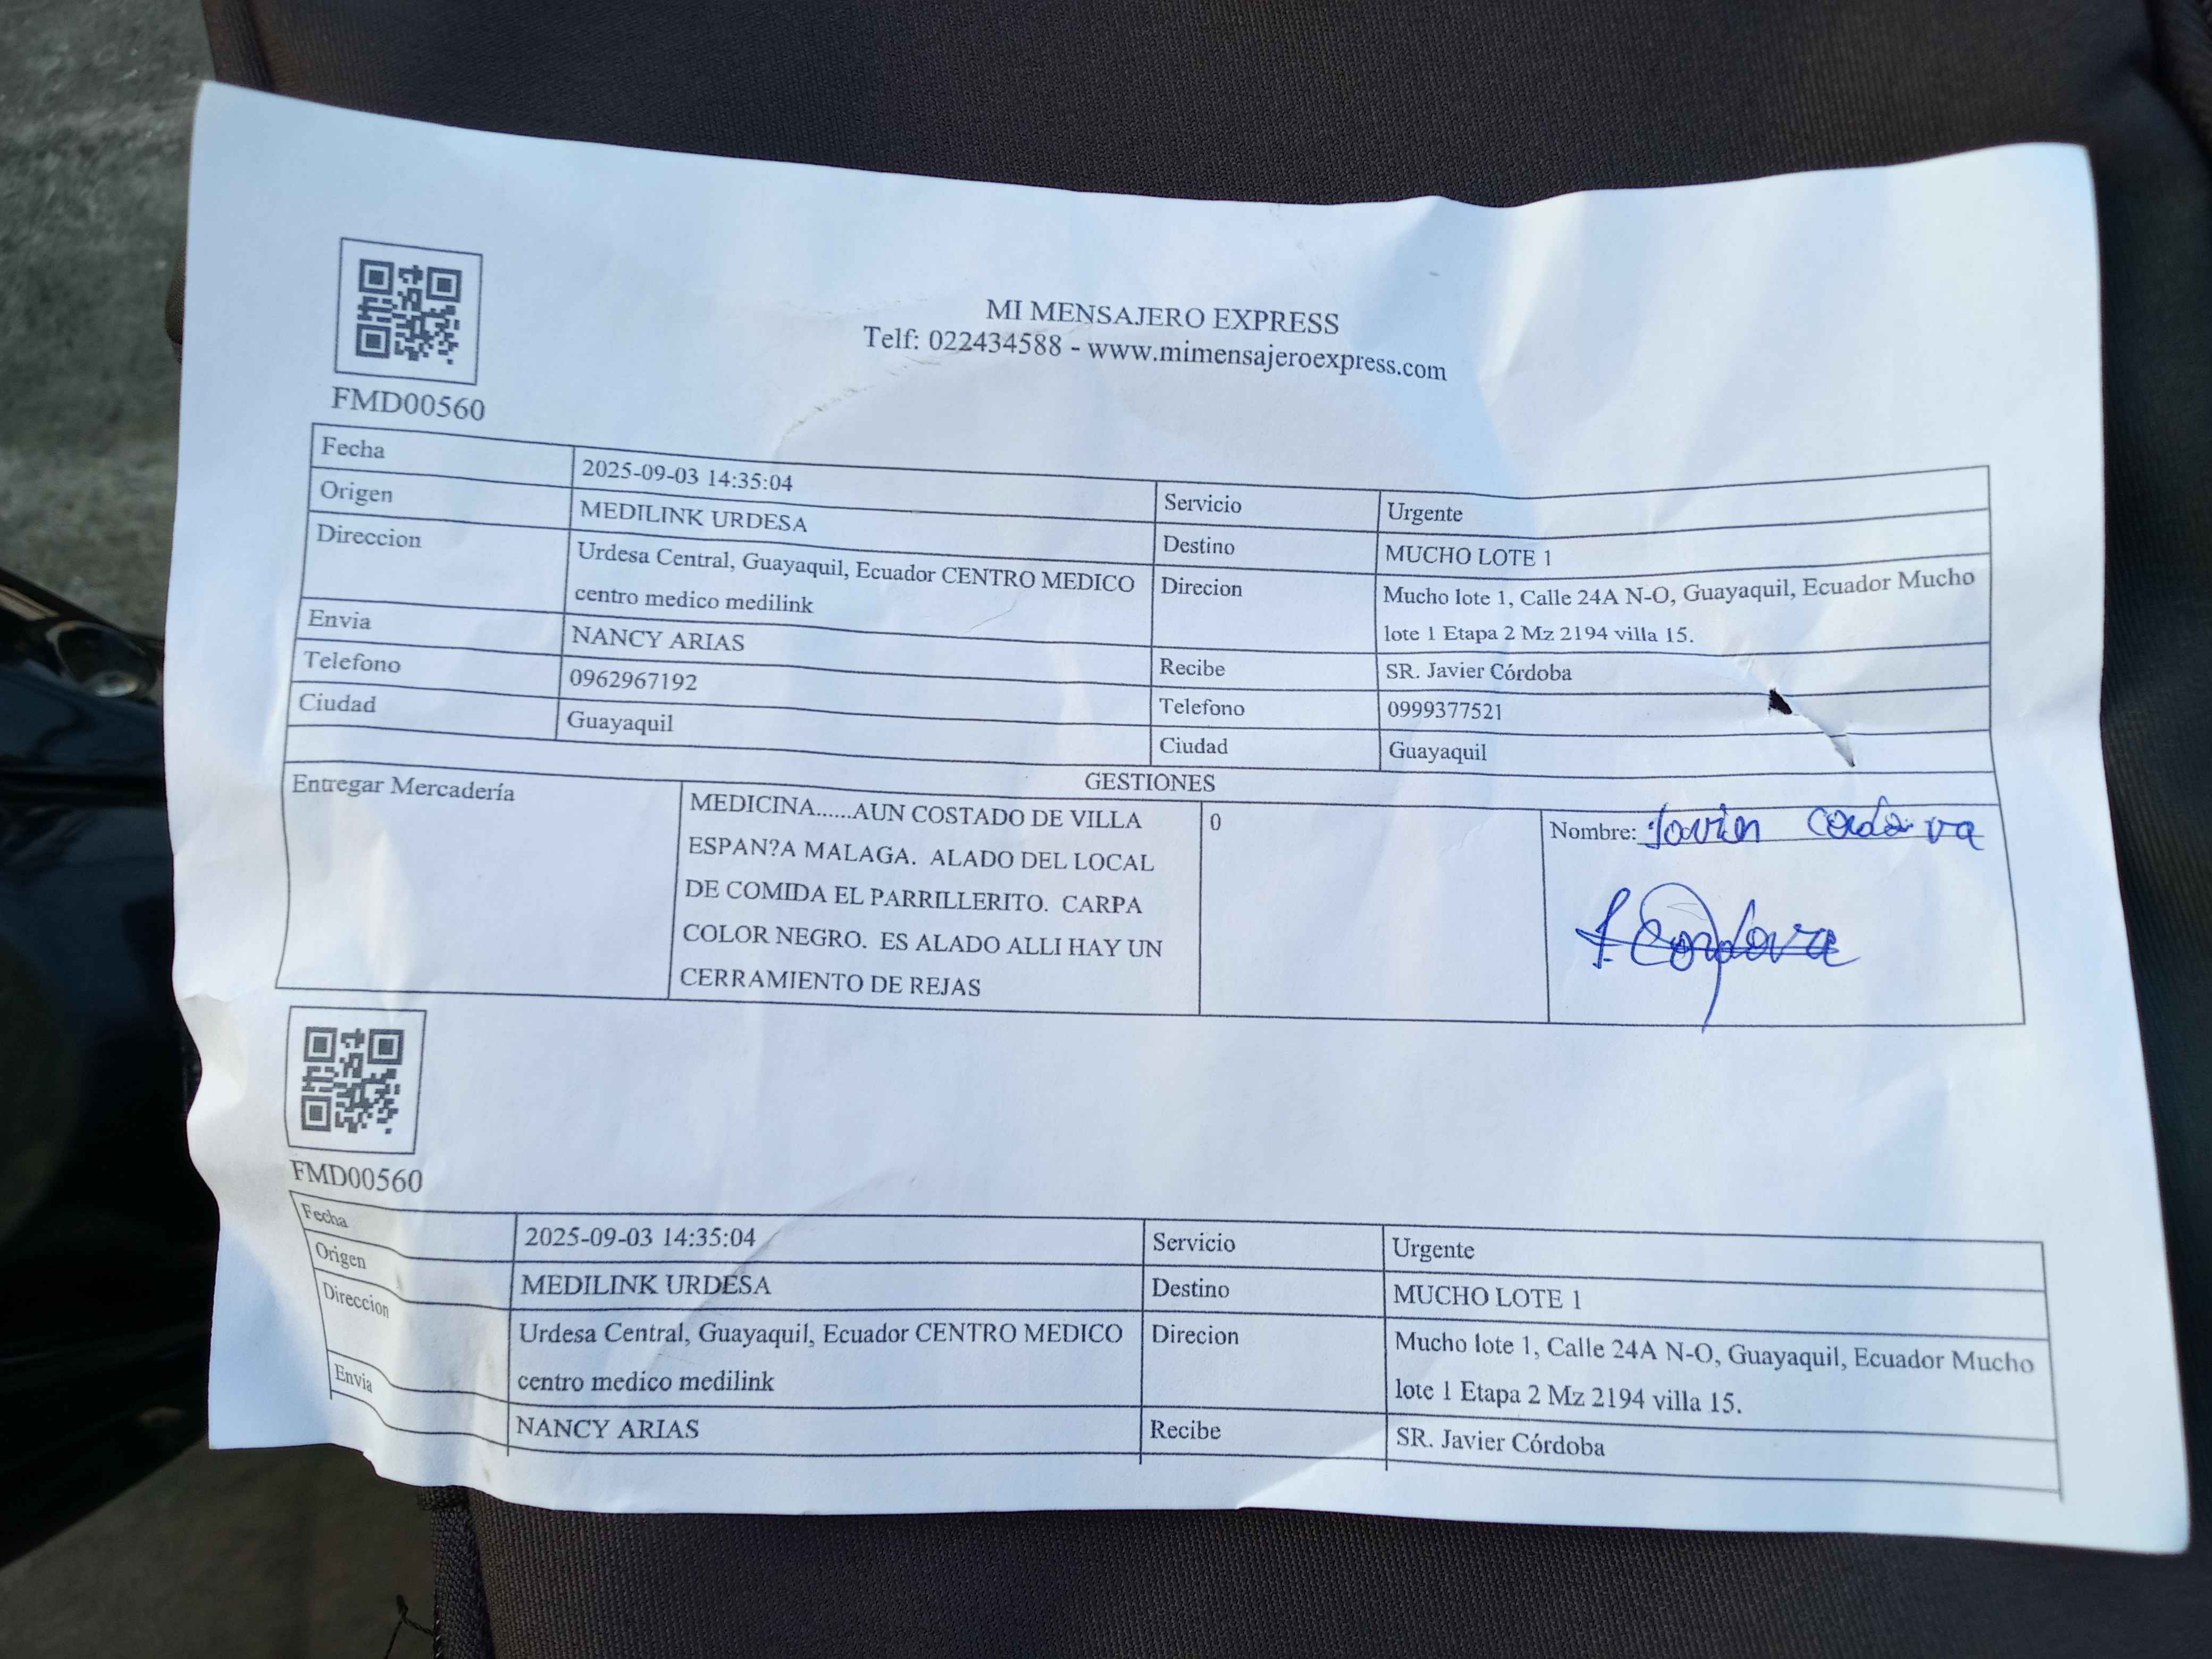 MI MENSAJERO EXPRESS
Telf: 022434588 - www.mimensajeroexpress.com
FMD00560
Fecha 2025-09-03 14:35:04 Servicio Urgente
Origen MEDILINK URDESA Destino MUCHO LOTE 1
Direccion Urdesa Central, Guayaquil, Ecuador CENTRO MEDICO Direcion Mucho lote 1, Calle 24A N-O, Guayaquil, Ecuador Mucho
centro medico medilink lote 1 Etapa 2 Mz 2194 villa 15.
Envia NANCY ARIAS Recibe SR. Javier Córdoba
Telefono 0962967192 Telefono 0999377521
Ciudad Guayaquil Ciudad Guayaquil
GESTIONES
Entregar Mercadería MEDICINA......AUN COSTADO DE VILLA 0 Nombre: Javier Cordova
ESPAN?A MALAGA. ALADO DEL LOCAL
DE COMIDA EL PARRILLERITO. CARPA
COLOR NEGRO. ES ALADO ALLI HAY UN
CERRAMIENTO DE REJAS
J. Cordova
FMD00560
Fecha 2025-09-03 14:35:04 Servicio Urgente
Origen MEDILINK URDESA Destino MUCHO LOTE 1
Direccion Urdesa Central, Guayaquil, Ecuador CENTRO MEDICO Direcion Mucho lote 1, Calle 24A N-O, Guayaquil, Ecuador Mucho
centro medico medilink lote 1 Etapa 2 Mz 2194 villa 15.
Envia NANCY ARIAS Recibe SR. Javier Córdoba